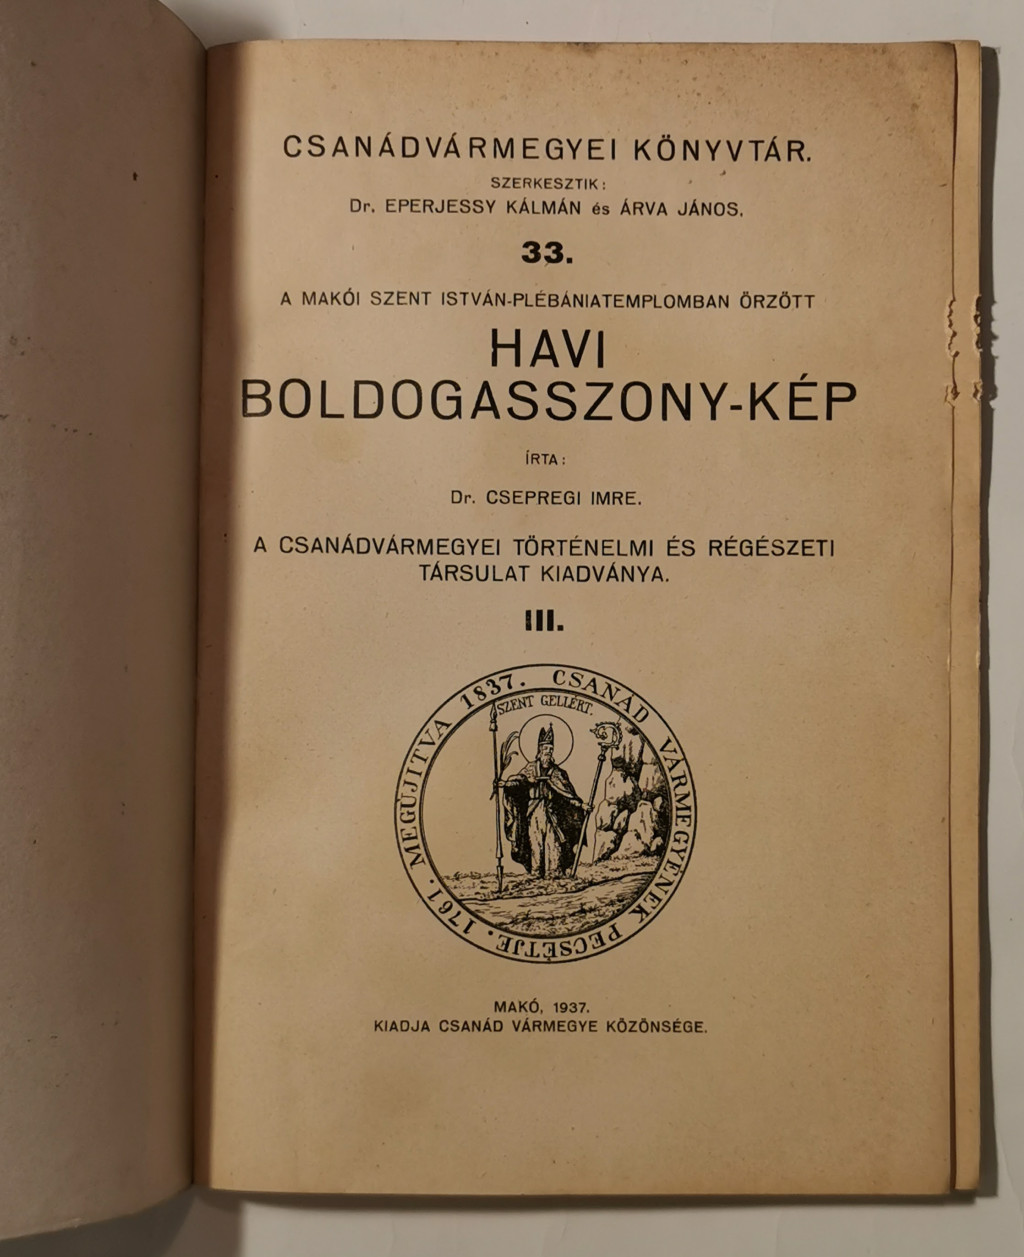 CSANÁDVÁRMEGYEI KÖNYVTÁR.
SZERKESZTIK:
Dr. EPERJESSY KÁLMÁN és ÁRVA JÁNOS.
33.
A MAKÓI SZENT ISTVÁN-PLÉBÁNIATEMPLOMBAN ÖRZÖTT
HAVI
BOLDOGASSZONY-KÉP
ÍRTA:
Dr. CSEPREGI IMRE.
A CSANÁDVÁRMEGYEI TÖRTÉNELMI ÉS RÉGÉSZETI
TÁRSULAT KIADVÁNYA.
III.
CSANÁD VÁRMEGYÉNEK PECSÉTJE. 1761. MEGUJITVA 1837.
SZENT GELLÉRT.
MAKÓ, 1937.
KIADJA CSANÁD VÁRMEGYE KÖZÖNSÉGE.